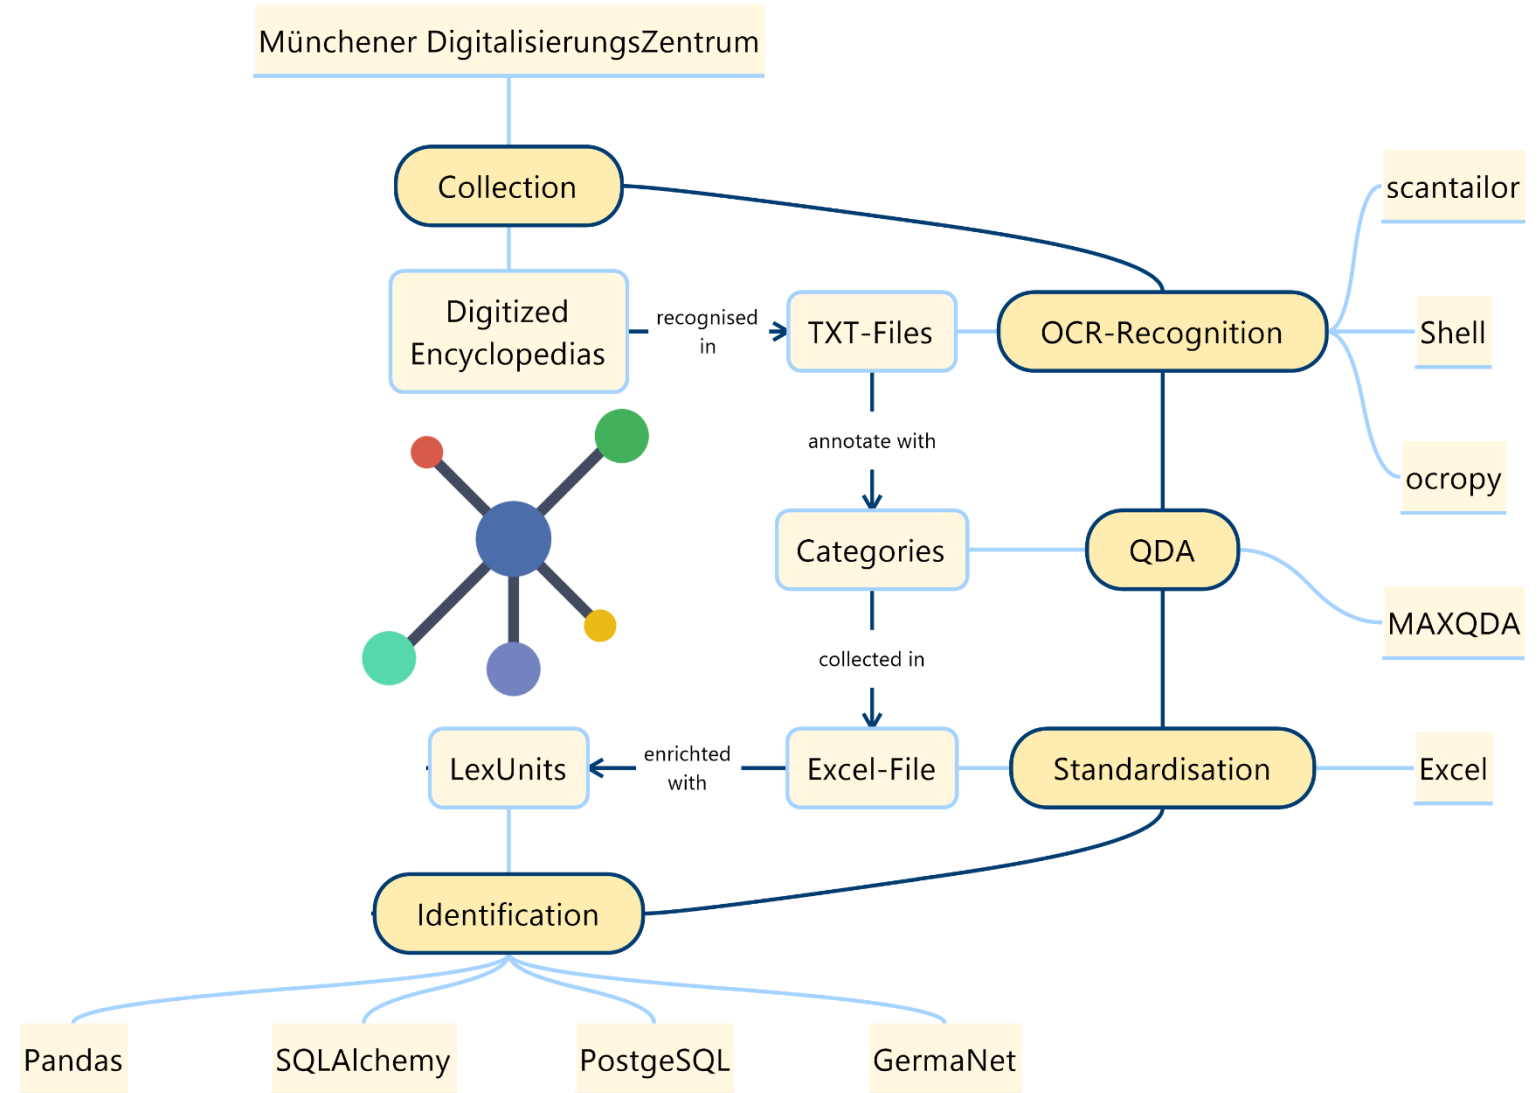 Münchener DigitalisierungsZentrum
Collection
scantailor
Digitized
Encyclopedias
recognised
in
TXT-Files
OCR-Recognition
Shell
annotate with
ocropy
Categories
QDA
MAXQDA
collected in
LexUnits
enrichted
with
Excel-File
Standardisation
Excel
Identification
Pandas
SQLAlchemy
PostgeSQL
GermaNet